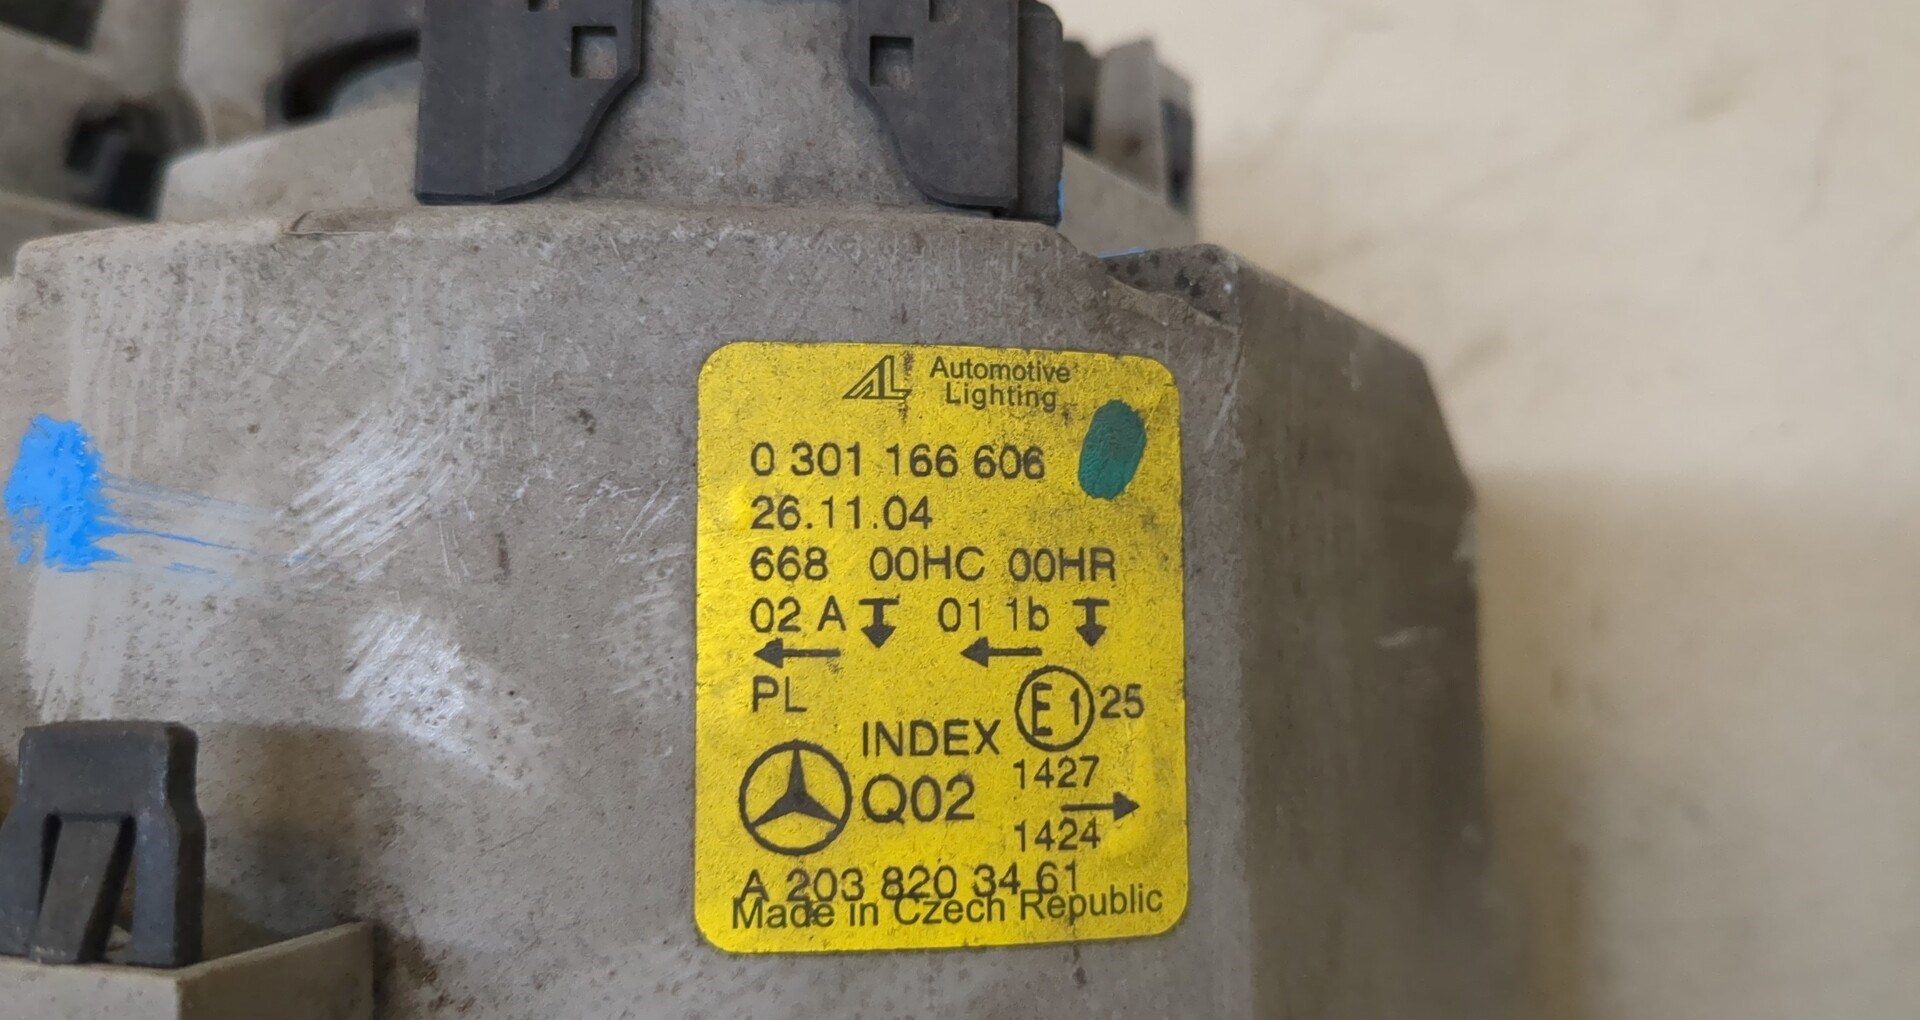 AL Automotive
Lighting
0 301 166 606
26.11.04
668 00HC 00HR
02 A 01 1b
PL
E1 25
INDEX
Q02
1427
1424
A 203 820 34 61
Made in Czech Republic